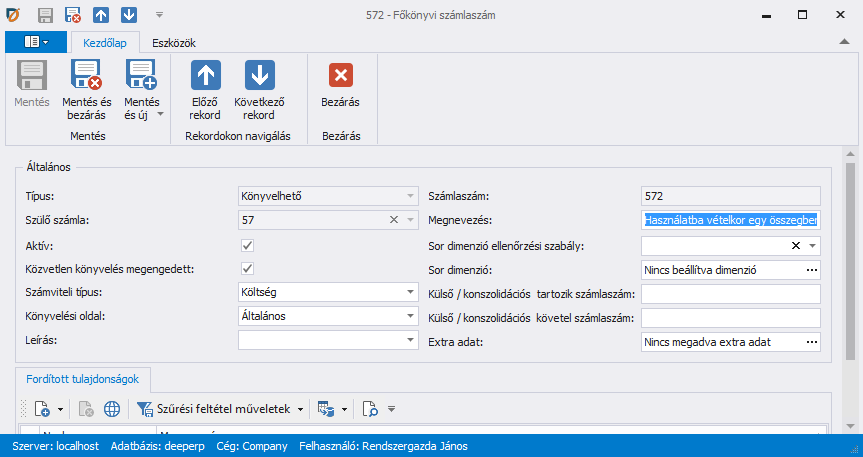 572 - Főkönyvi számlaszám
Kezdőlap Eszközök
Mentés Mentés és bezárás Mentés és új Előző rekord Következő rekord Bezárás
Mentés Rekordokon navigálás Bezárás
Általános
Típus: Könyvelhető Számlaszám: 572
Szülő számla: 57 Megnevezés: Használatba vételkor egy összegben
Aktív: Sor dimenzió ellenőrzési szabály:
Közvetlen könyvelés megengedett: Sor dimenzió: Nincs beállítva dimenzió
Számviteli típus: Költség Külső / konszolidációs tartozik számlaszám:
Könyvelési oldal: Általános Külső / konszolidációs követel számlaszám:
Leírás: Extra adat: Nincs megadva extra adat
Fordított tulajdonságok
Szűrési feltétel műveletek
Szerver: localhost Adatbázis: deeperp Cég: Company Felhasználó: Rendszergazda János